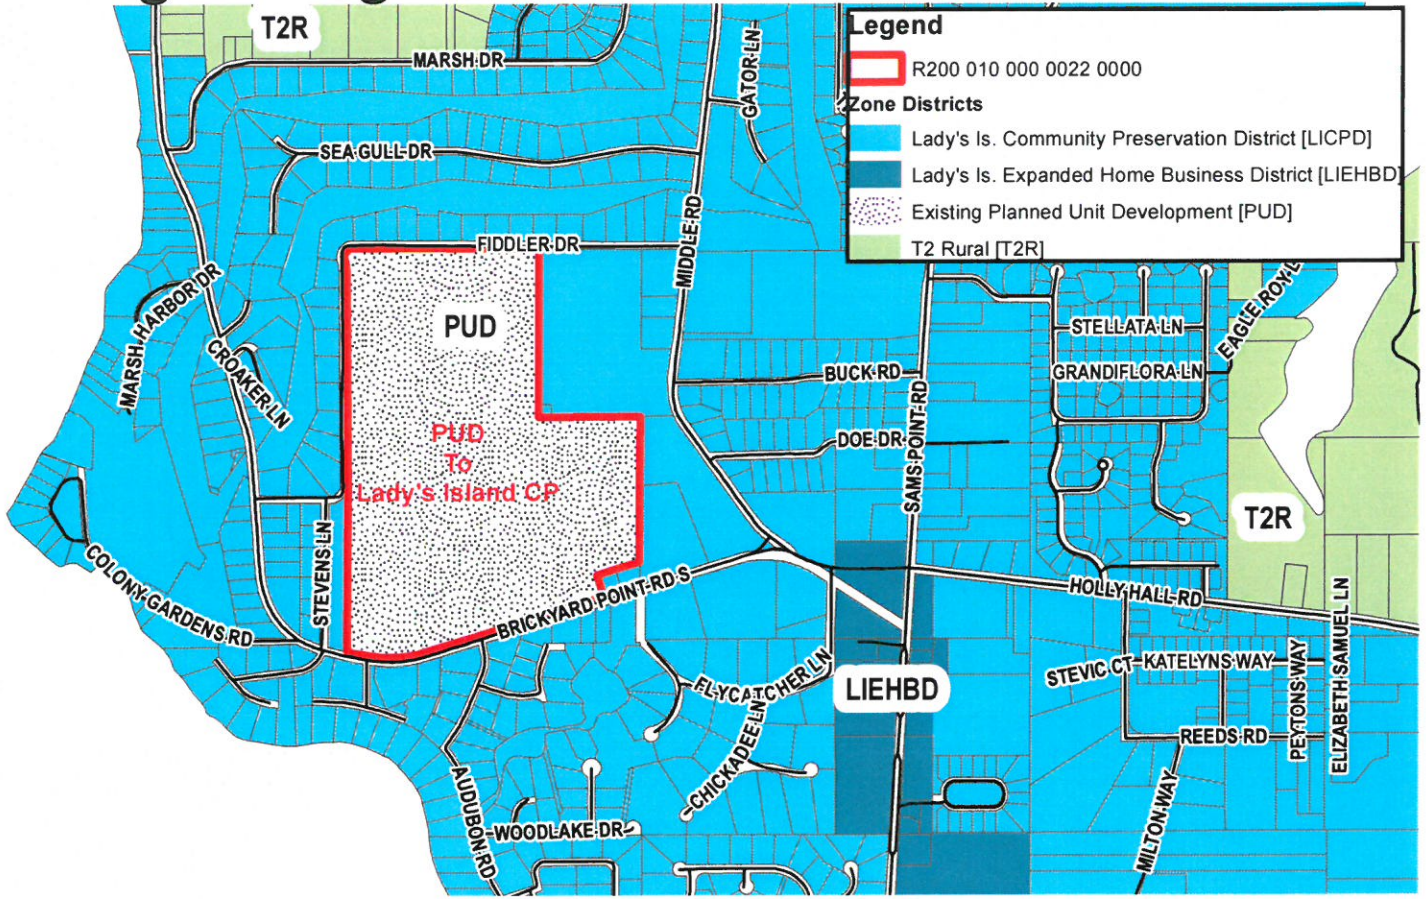 T2R
MARSH DR
GATOR LN
Legend
R200 010 000 0022 0000
Zone Districts
Lady's Is. Community Preservation District [LICPD]
Lady's Is. Expanded Home Business District [LIEHBD]
Existing Planned Unit Development [PUD]
T2 Rural [T2R]
SEA GULL DR
FIDDLER DR
MIDDLE RD
MARSH HARBOR DR
CROAKER LN
PUD
PUD
To
Lady's Island CP
BUCK RD
DOE DR
SAMS POINT RD
STELLATA LN
GRANDIFLORA LN
EAGLE ROY L
T2R
STEVENS LN
COLONY GARDENS RD
BRICKYARD POINT RD S
HOLLY HALL RD
FLYCATCHER LN
CHICKADEE LN
LIEHBD
STEVIC CT
KATELYNS WAY
PEYTONS WAY
ELIZABETH SAMUEL LN
REEDS RD
MILTON WAY
AUDUBON RD
WOODLAKE DR